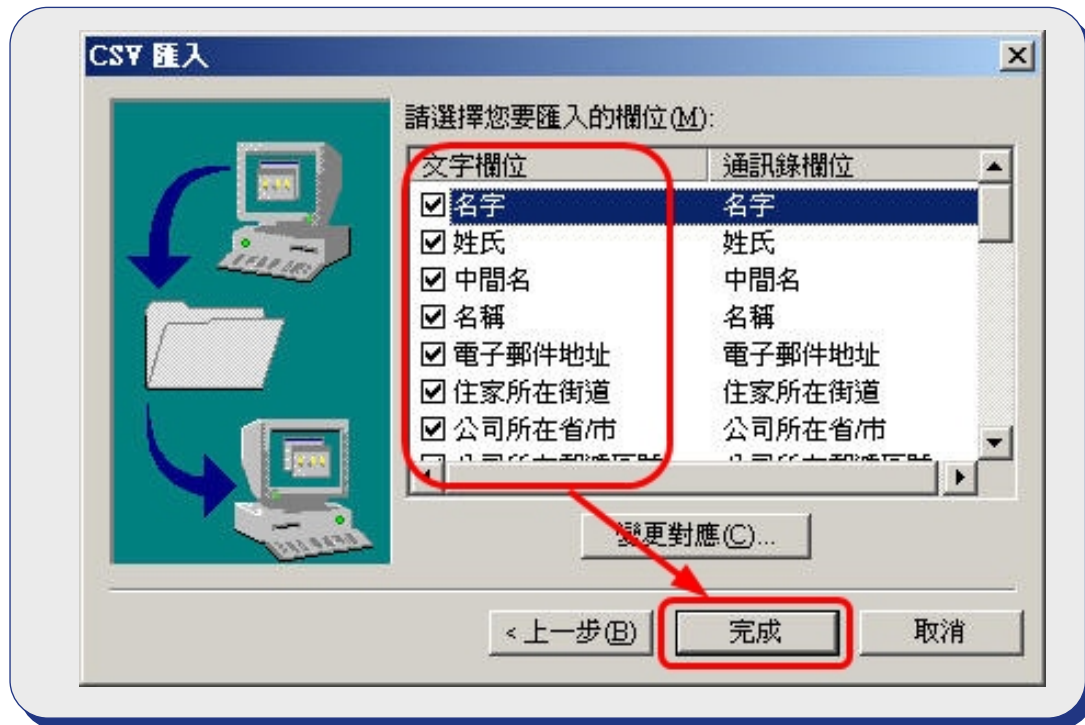 CSV 匯入
請選擇您要匯入的欄位(M):
文字欄位 通訊錄欄位
名字 名字
姓氏 姓氏
中間名 中間名
名稱 名稱
電子郵件地址 電子郵件地址
住家所在街道 住家所在街道
公司所在省/市 公司所在省/市
變更對應(C)...
<上一步(B) 完成 取消